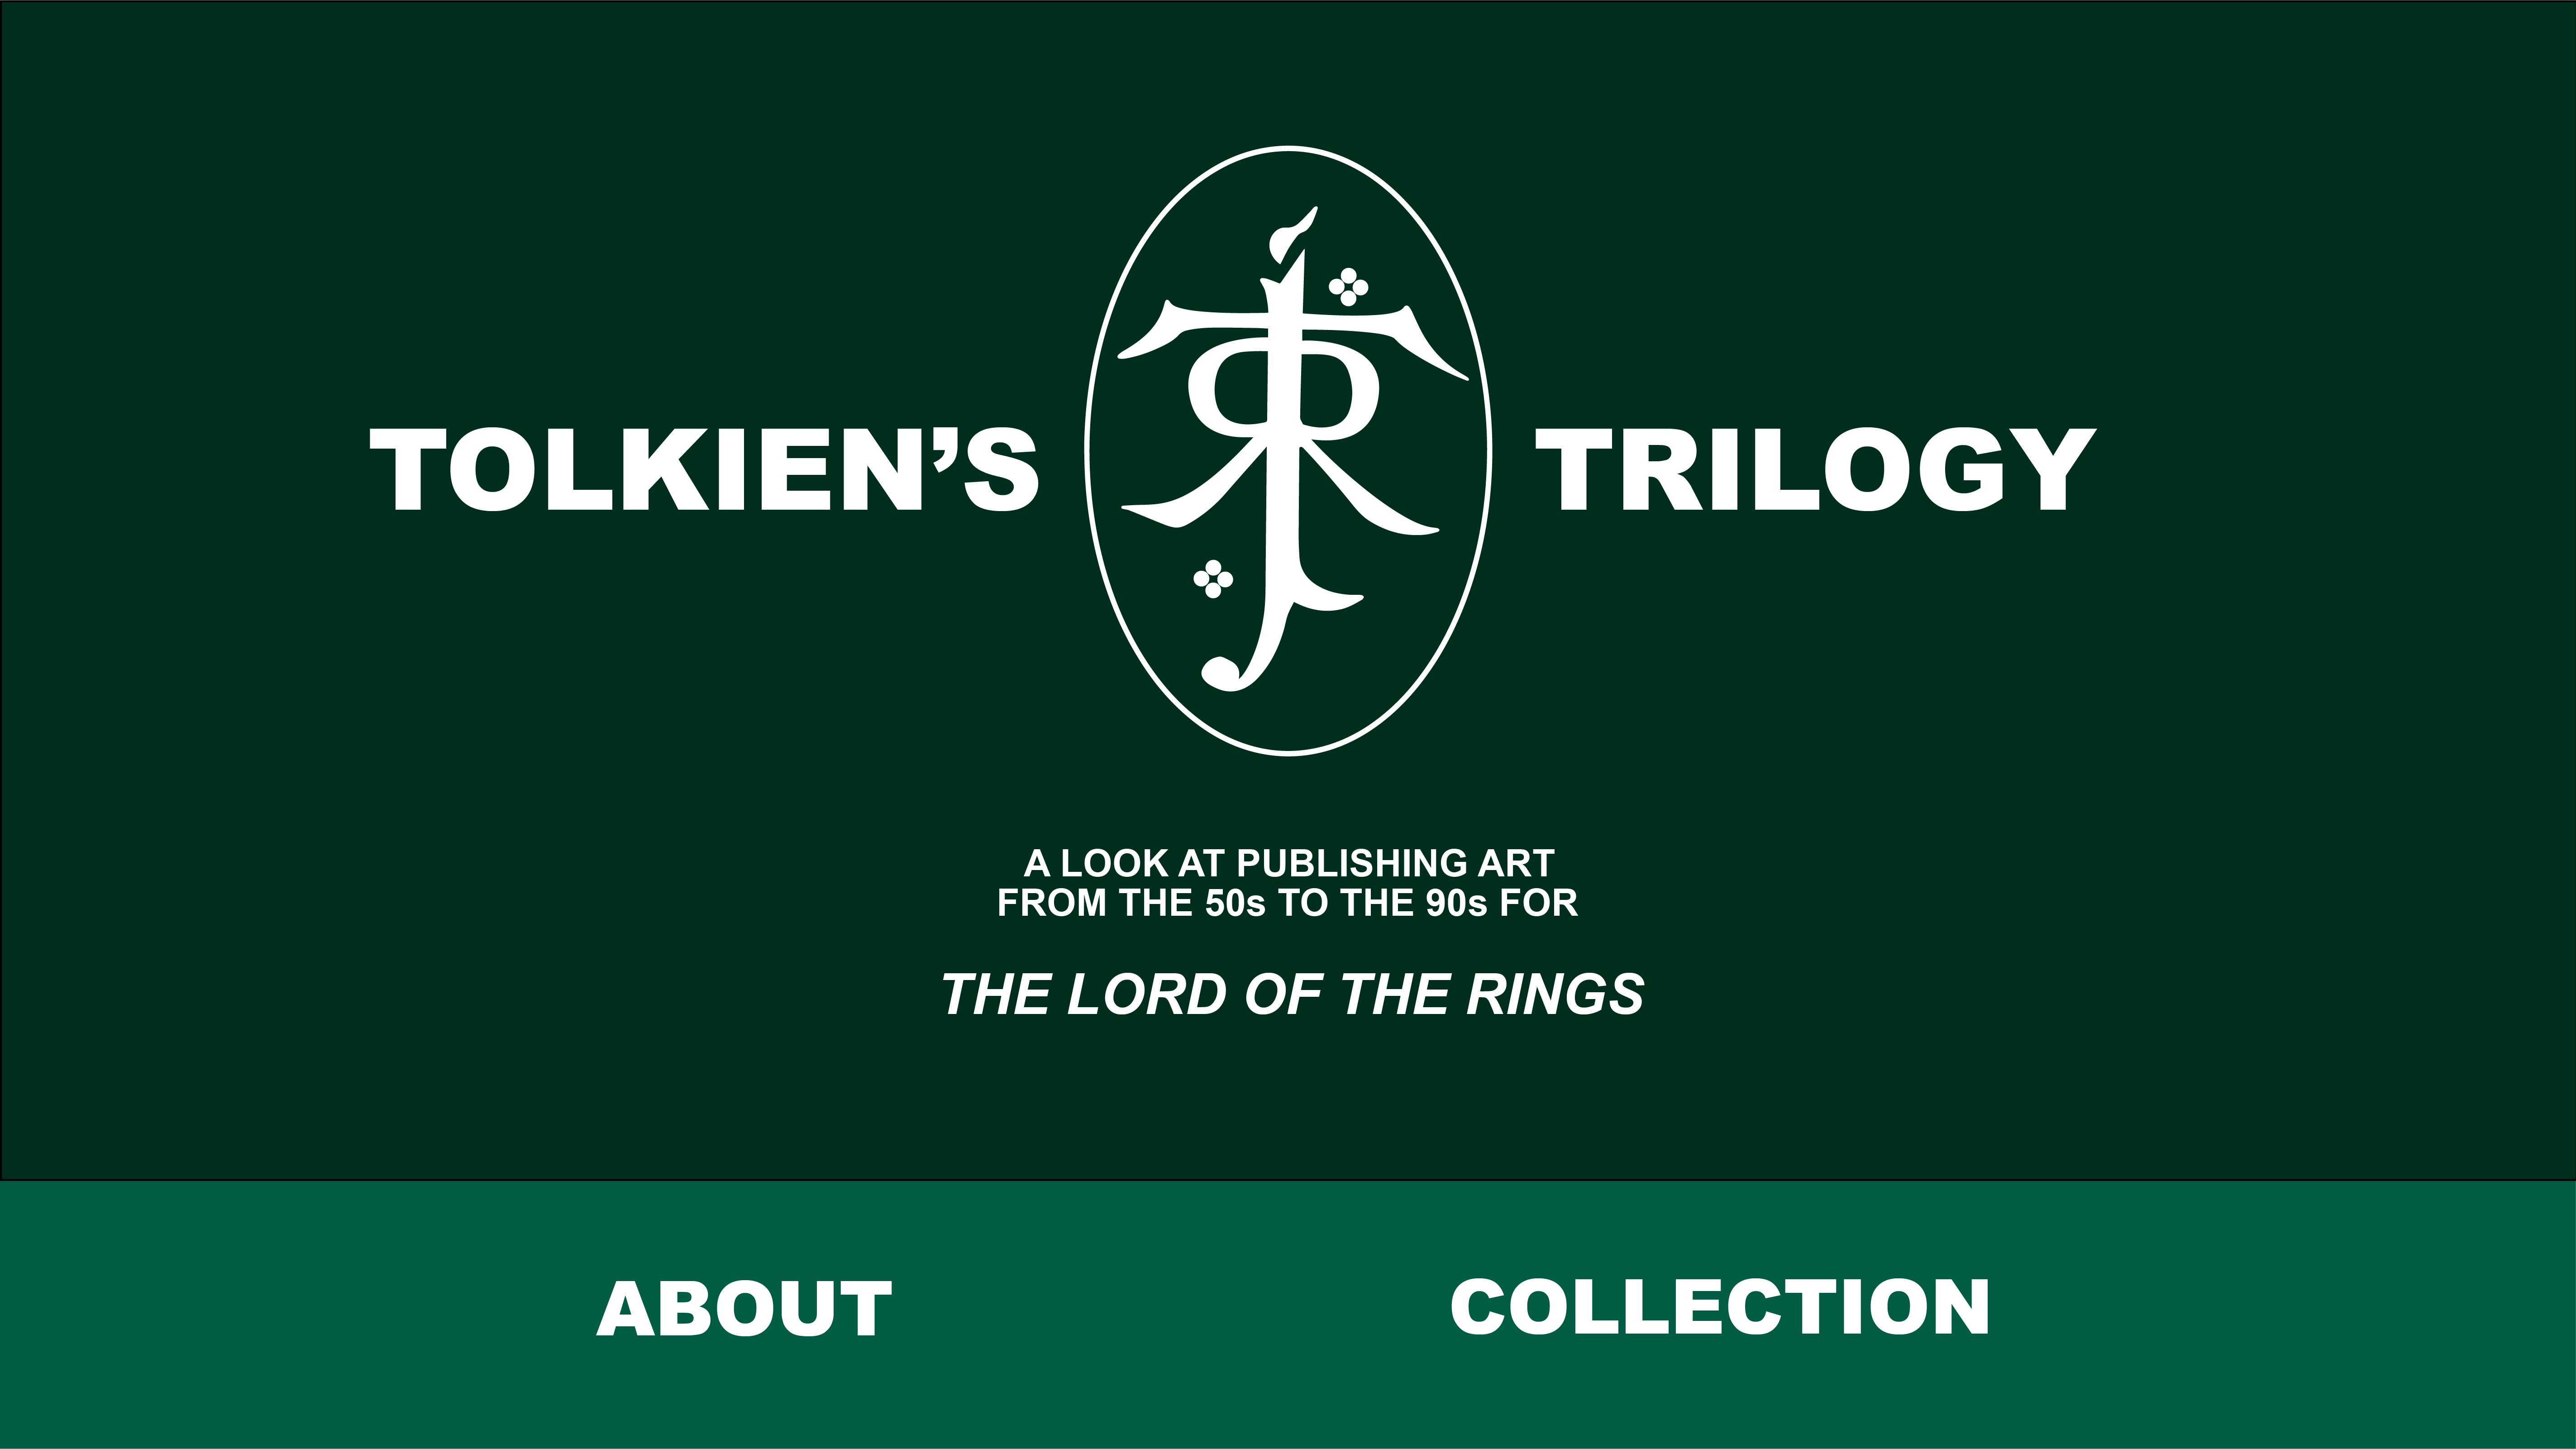 TOLKIEN’S TRILOGY
A LOOK AT PUBLISHING ART
FROM THE 50s TO THE 90s FOR
THE LORD OF THE RINGS
ABOUT
COLLECTION